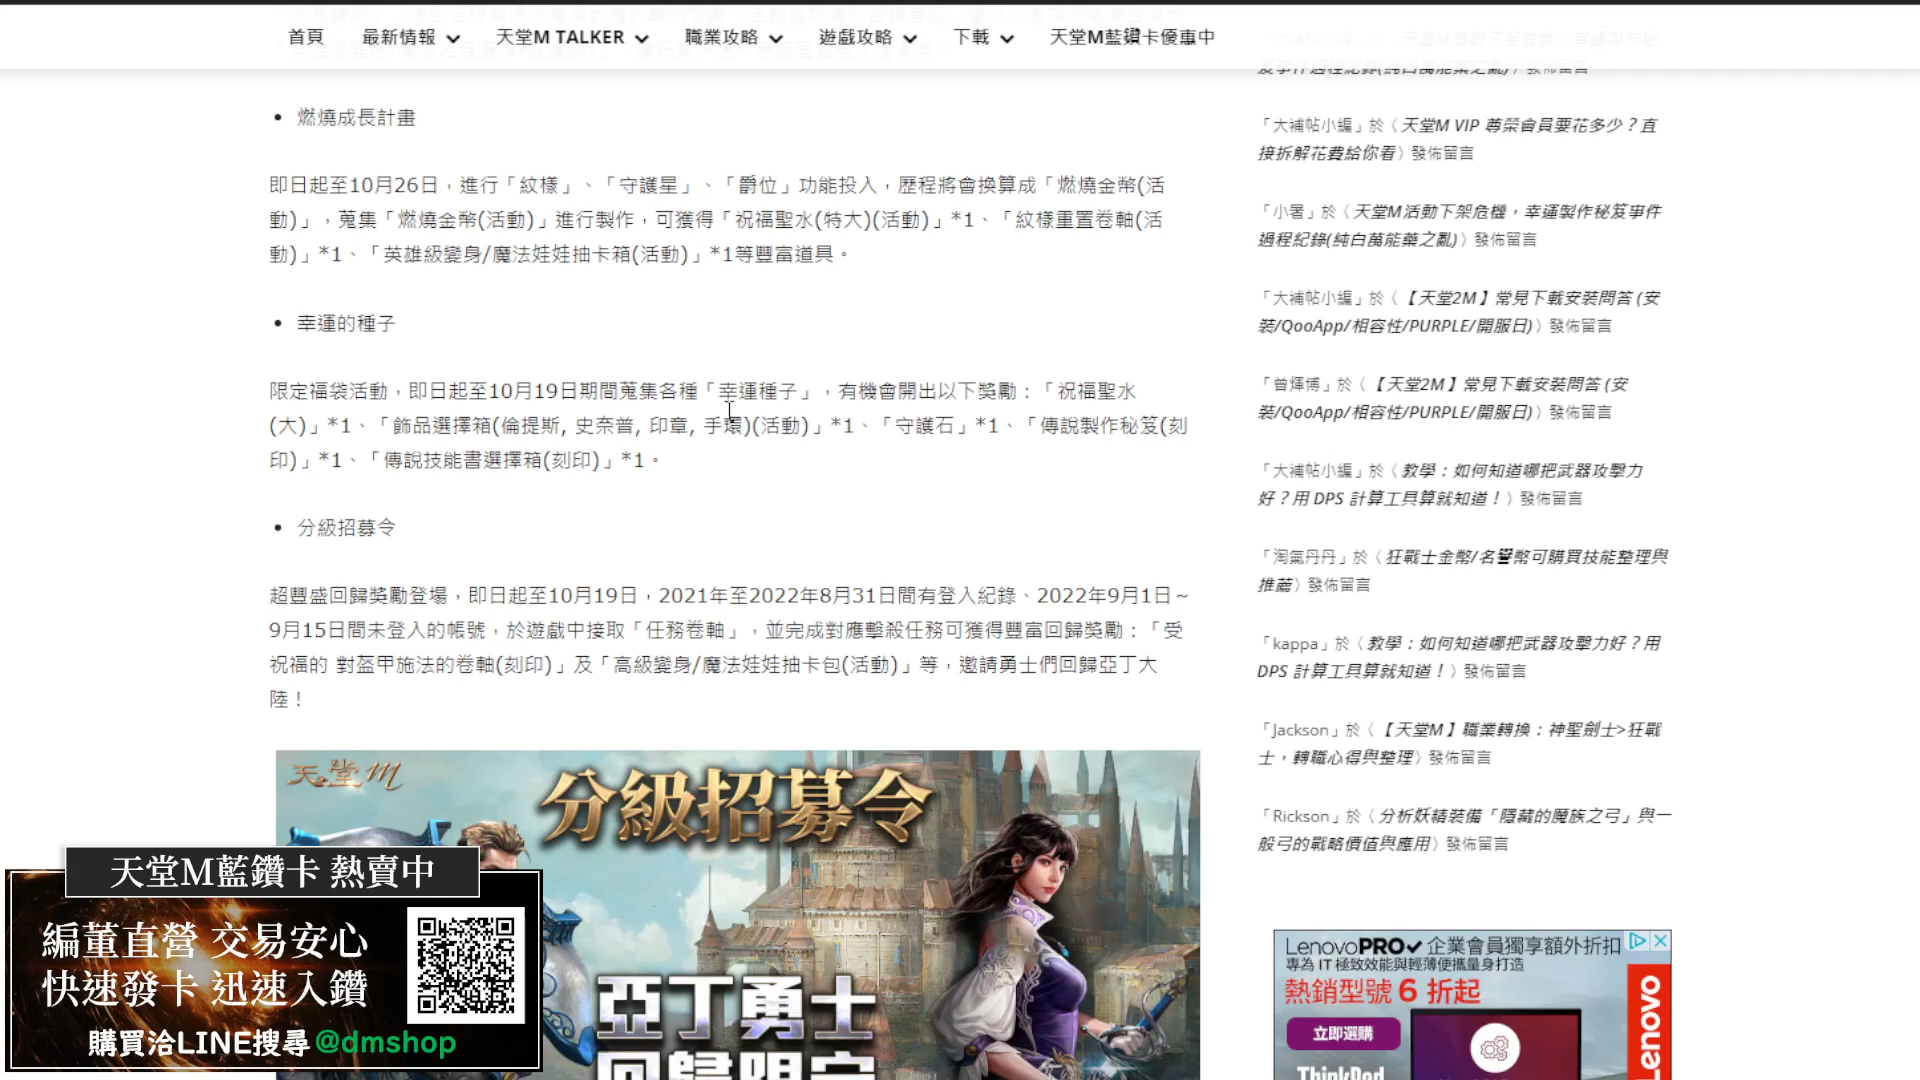 首頁
最新情報
天堂M TALKER
職業攻略
遊戲攻略
下載
天堂M藍鑽卡優惠中
燃燒成長計畫
即日起至10月26日，進行「紋樣」、「守護星」、「爵位」功能投入，歷程將會換算成「燃燒金幣(活
動)」，蒐集「燃燒金幣(活動)」進行製作，可獲得「祝福聖水(特大)(活動)」*1、「紋樣重置卷軸(活
動)」*1、「英雄級變身/魔法娃娃抽卡箱(活動)」*1等豐富道具。
幸運的種子
限定福袋活動，即日起至10月19日期間蒐集各種「幸運種子」，有機會開出以下獎勵：「祝福聖水
(大)」*1、「飾品選擇箱(倫提斯, 史奈普, 印章, 手環)(活動)」*1、「守護石」*1、「傳說製作秘笈(刻
印)」*1、「傳說技能書選擇箱(刻印)」*1。
分級招募令
超豐盛回歸獎勵登場，即日起至10月19日，2021年至2022年8月31日間有登入紀錄、2022年9月1日~
9月15日間未登入的帳號，於遊戲中接取「任務卷軸」，並完成對應擊殺任務可獲得豐富回歸獎勵：「受
祝福的 對盔甲施法的卷軸(刻印)」及「高級變身/魔法娃娃抽卡包(活動)」等，邀請勇士們回歸亞丁大
陸！
天堂M
分級招募令
亞丁勇士
天堂M藍鑽卡 熱賣中
編董直營 交易安心
快速發卡 迅速入鑽
購買洽LINE搜尋@dmshop
「大補帖小編」於〈天堂M VIP 尊榮會員要花多少？直
接拆解花費給你看〉發佈留言
「小署」於〈天堂M活動下架危機，幸運製作秘笈事件
過程紀錄(純白萬能藥之亂)〉發佈留言
「大補帖小編」於〈【天堂2M】常見下載安裝問答 (安
裝/QooApp/相容性/PURPLE/開服日)〉發佈留言
「曾煇博」於〈【天堂2M】常見下載安裝問答 (安
裝/QooApp/相容性/PURPLE/開服日)〉發佈留言
「大補帖小編」於〈教學：如何知道哪把武器攻擊力
好？用 DPS 計算工具算就知道！〉發佈留言
「淘氣丹丹」於〈狂戰士金幣/名譽幣可購買技能整理與
推薦〉發佈留言
「kappa」於〈教學：如何知道哪把武器攻擊力好？用
DPS 計算工具算就知道！〉發佈留言
「Jackson」於〈【天堂M】職業轉換：神聖劍士>狂戰
士，轉職心得與整理〉發佈留言
「Rickson」於〈分析妖精裝備「隱藏的魔族之弓」與一
般弓的戰略價值與應用〉發佈留言
LenovoPRO 企業會員獨享額外折扣
專為 IT 極致效能與輕薄便攜量身打造
熱銷型號 6 折起
立即選購
ThinkPad
Lenovo